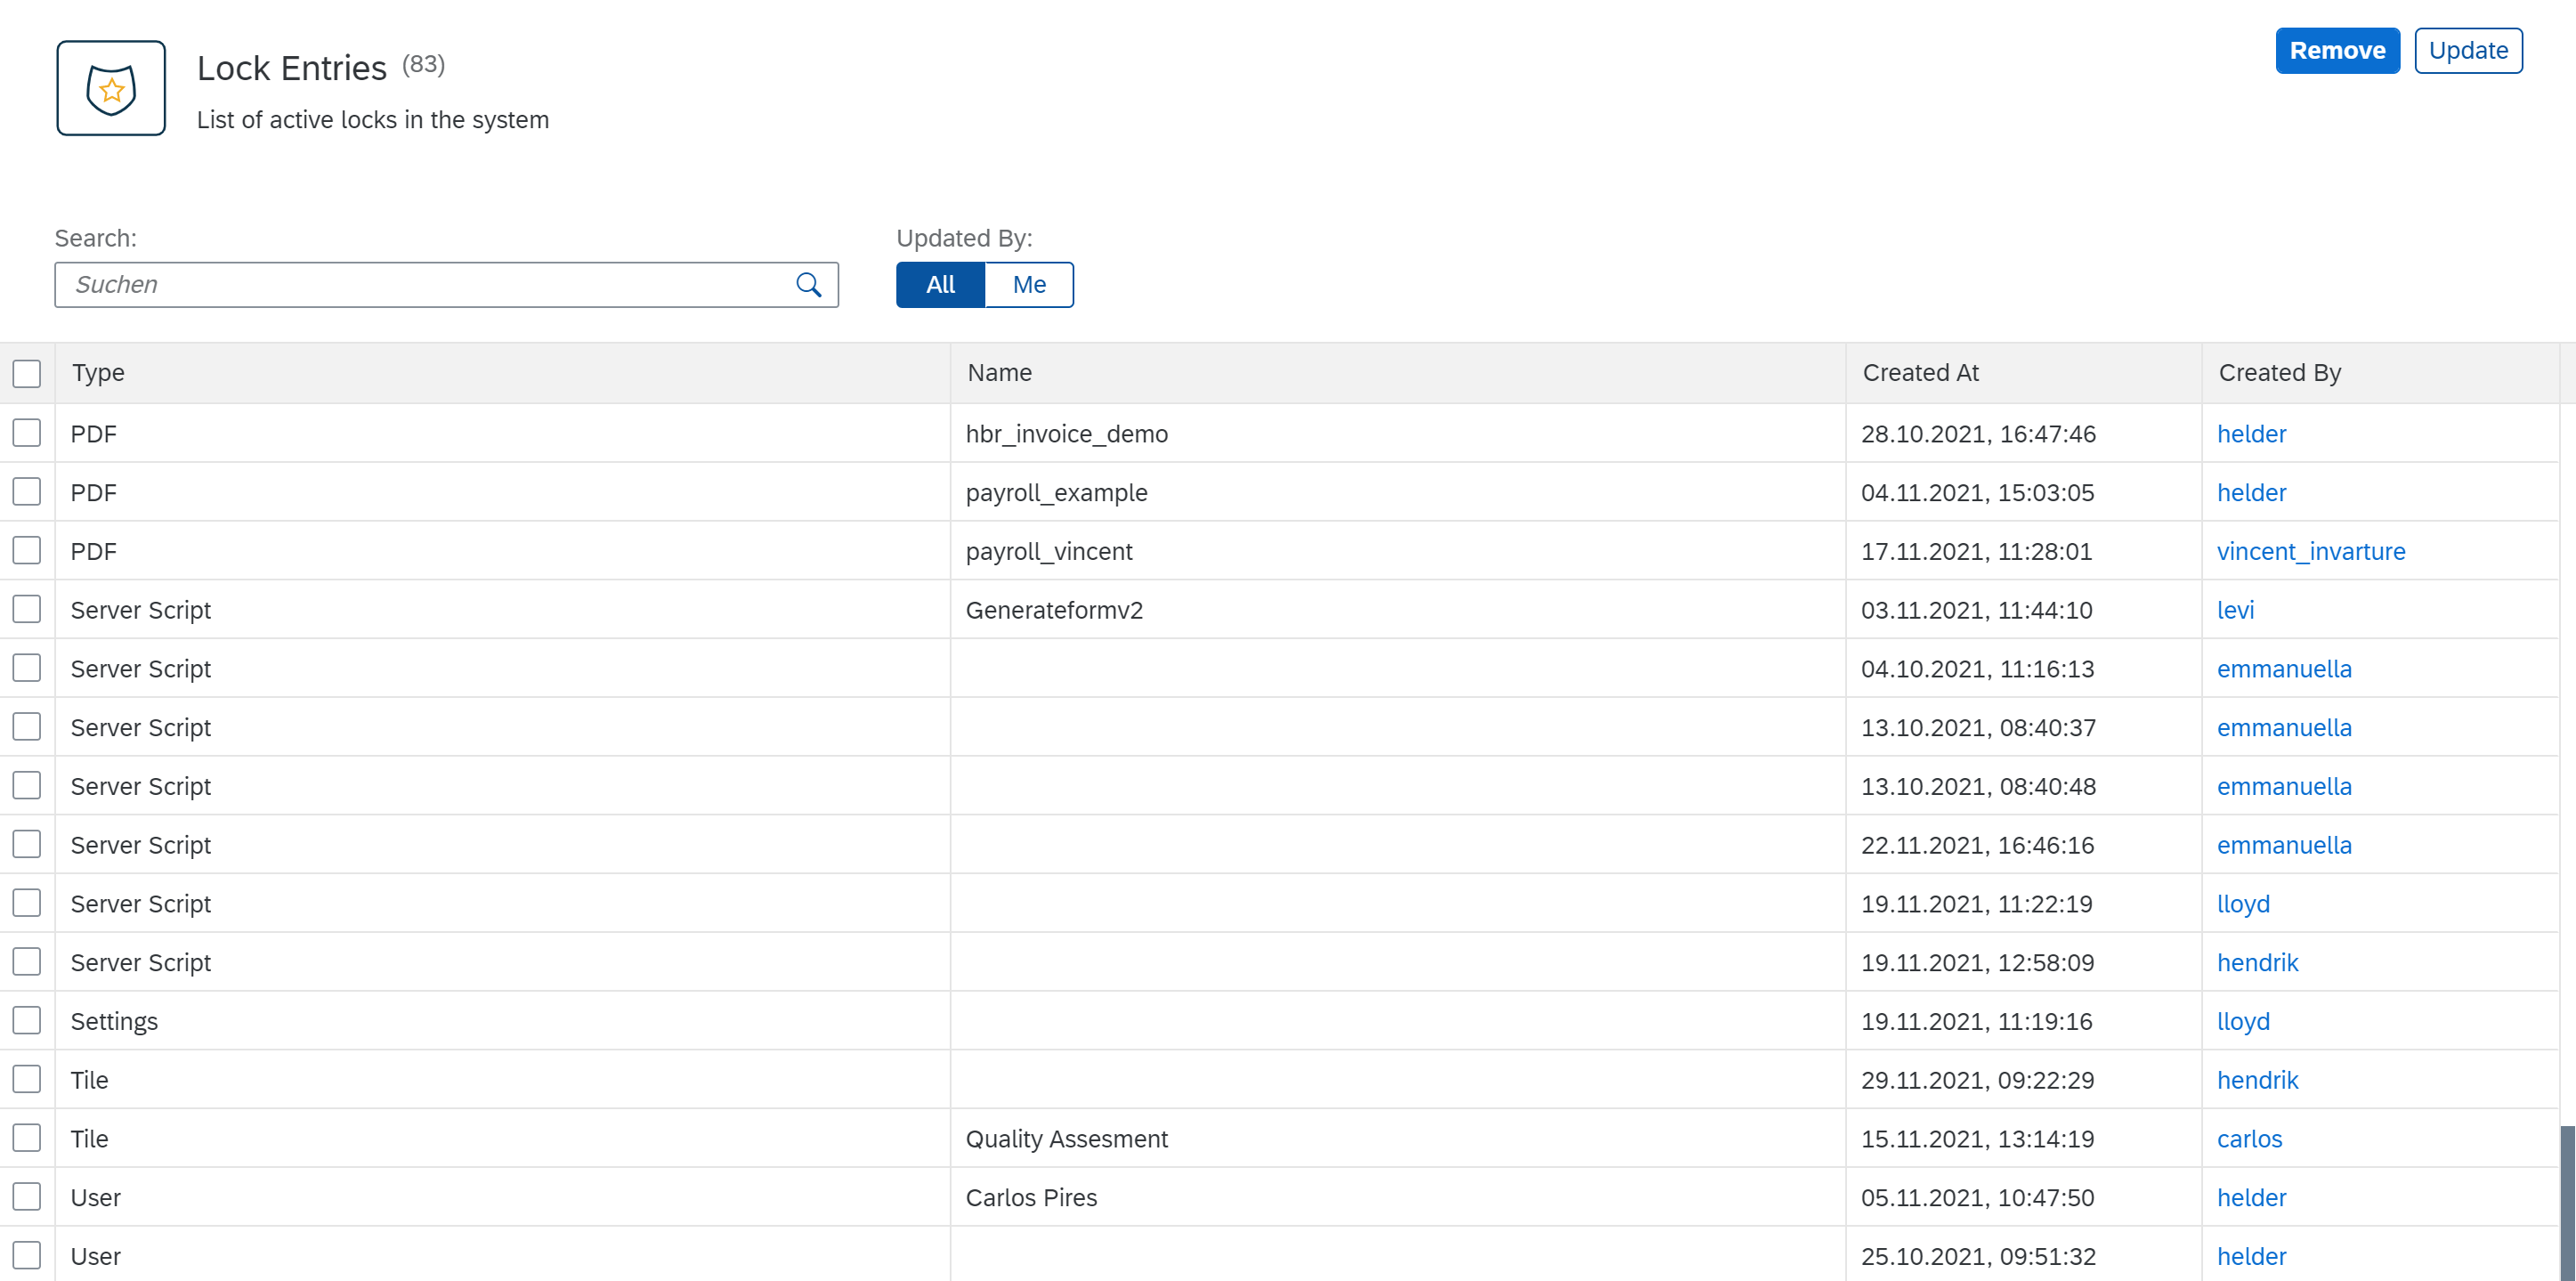 Lock Entries (83)
List of active locks in the system
Remove
Update
Search:
Suchen
Updated By:
All Me
Type Name Created At Created By
PDF hbr_invoice_demo 28.10.2021, 16:47:46 helder
PDF payroll_example 04.11.2021, 15:03:05 helder
PDF payroll_vincent 17.11.2021, 11:28:01 vincent_invarture
Server Script Generateformv2 03.11.2021, 11:44:10 levi
Server Script 04.10.2021, 11:16:13 emmanuella
Server Script 13.10.2021, 08:40:37 emmanuella
Server Script 13.10.2021, 08:40:48 emmanuella
Server Script 22.11.2021, 16:46:16 emmanuella
Server Script 19.11.2021, 11:22:19 lloyd
Server Script 19.11.2021, 12:58:09 hendrik
Settings 19.11.2021, 11:19:16 lloyd
Tile 29.11.2021, 09:22:29 hendrik
Tile Quality Assesment 15.11.2021, 13:14:19 carlos
User Carlos Pires 05.11.2021, 10:47:50 helder
User 25.10.2021, 09:51:32 helder